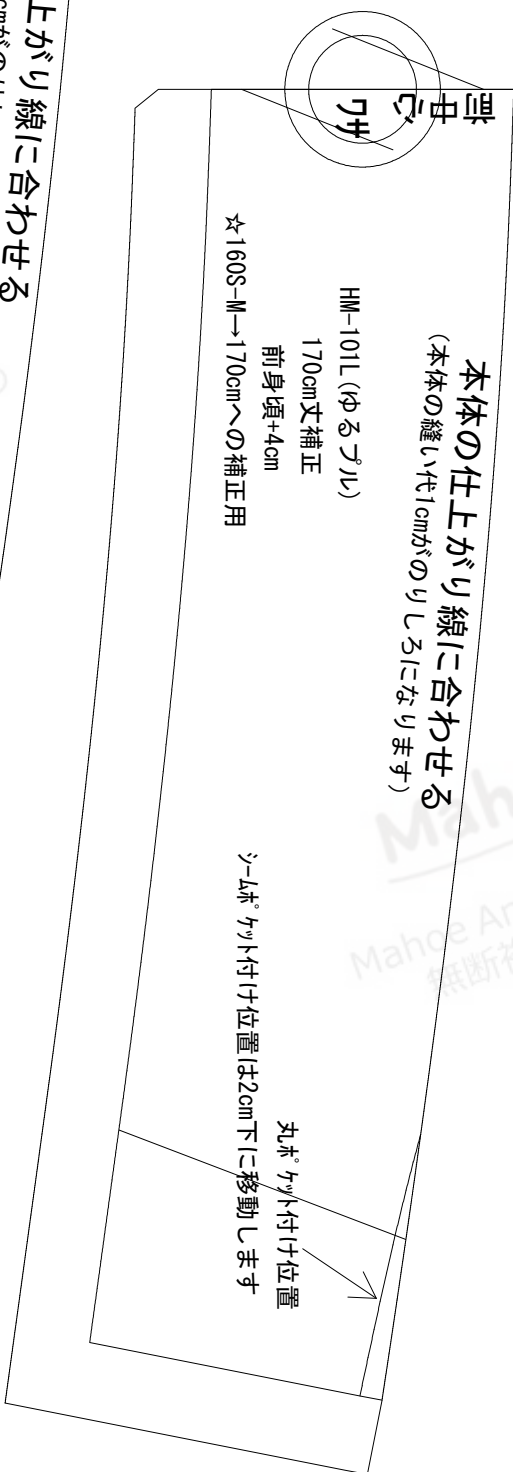 上がり線に合わせる
前中心
ワサ
本体の仕上がり線に合わせる
(本体の縫い代1cmがのりしろになります)
HM-101L(ゆるプル)
170cm丈補正
前身頃+4cm
☆160S-M→170cmへの補正用
丸ポケット付け位置
シームポケット付け位置は2cm下に移動します
Mah
Mahoe An
無断